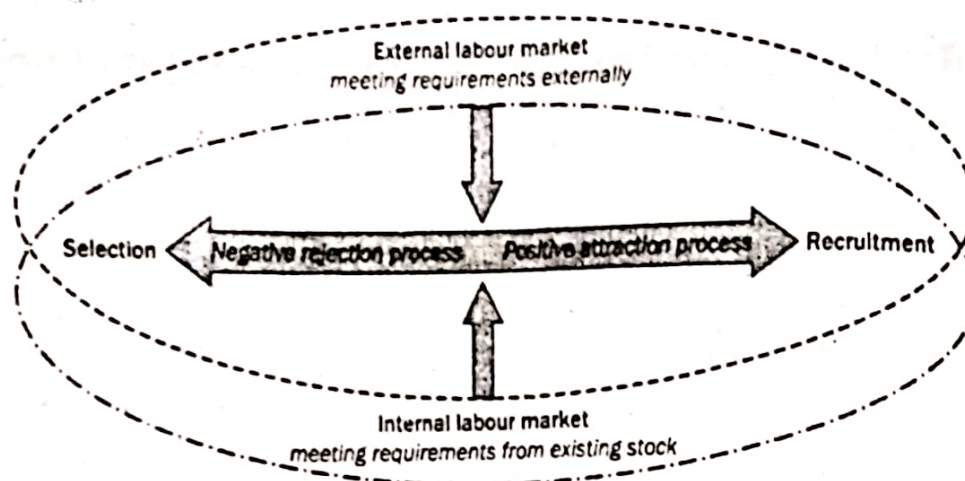 External labour market
meeting requirements externally
Selection
Negative rejection process
Positive attraction process
Recruitment
Internal labour market
meeting requirements from existing stock